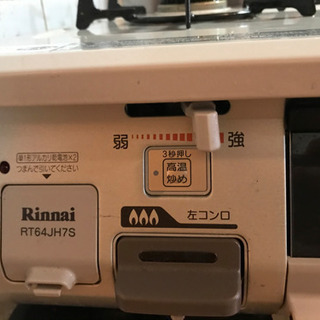 弱 強
3秒押し
高温
炒め
単1形アルカリ乾電池×2
つまんで引いてください
Rinnai
RT64JH7S
左コンロ